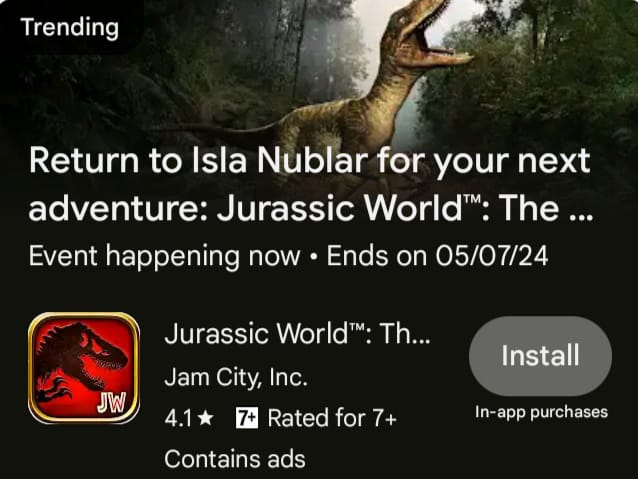 Trending
Return to Isla Nublar for your next
adventure: Jurassic World™: The ...
Event happening now • Ends on 05/07/24
JW
Jurassic World™: Th...
Jam City, Inc.
4.1★ 7+ Rated for 7+
Contains ads
Install
In-app purchases